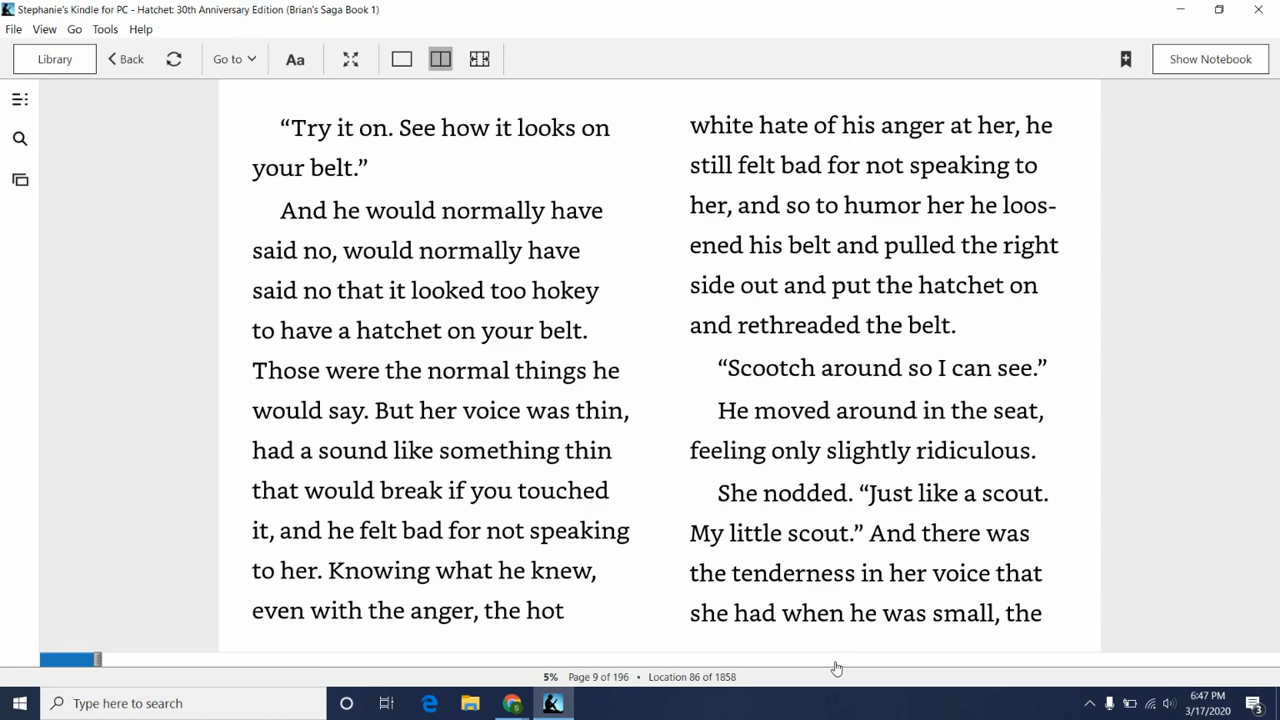 Stephanie's Kindle for PC - Hatchet: 30th Anniversary Edition (Brian's Saga Book 1)
File View Go Tools Help
Library Back Go to Aa Show Notebook
“Try it on. See how it looks on
your belt.”
And he would normally have
said no, would normally have
said no that it looked too hokey
to have a hatchet on your belt.
Those were the normal things he
would say. But her voice was thin,
had a sound like something thin
that would break if you touched
it, and he felt bad for not speaking
to her. Knowing what he knew,
even with the anger, the hot
white hate of his anger at her, he
still felt bad for not speaking to
her, and so to humor her he loos-
ened his belt and pulled the right
side out and put the hatchet on
and rethreaded the belt.
“Scootch around so I can see.”
He moved around in the seat,
feeling only slightly ridiculous.
She nodded. “Just like a scout.
My little scout.” And there was
the tenderness in her voice that
she had when he was small, the
5% Page 9 of 196 • Location 86 of 1858
Type here to search
6:47 PM
3/17/2020
3